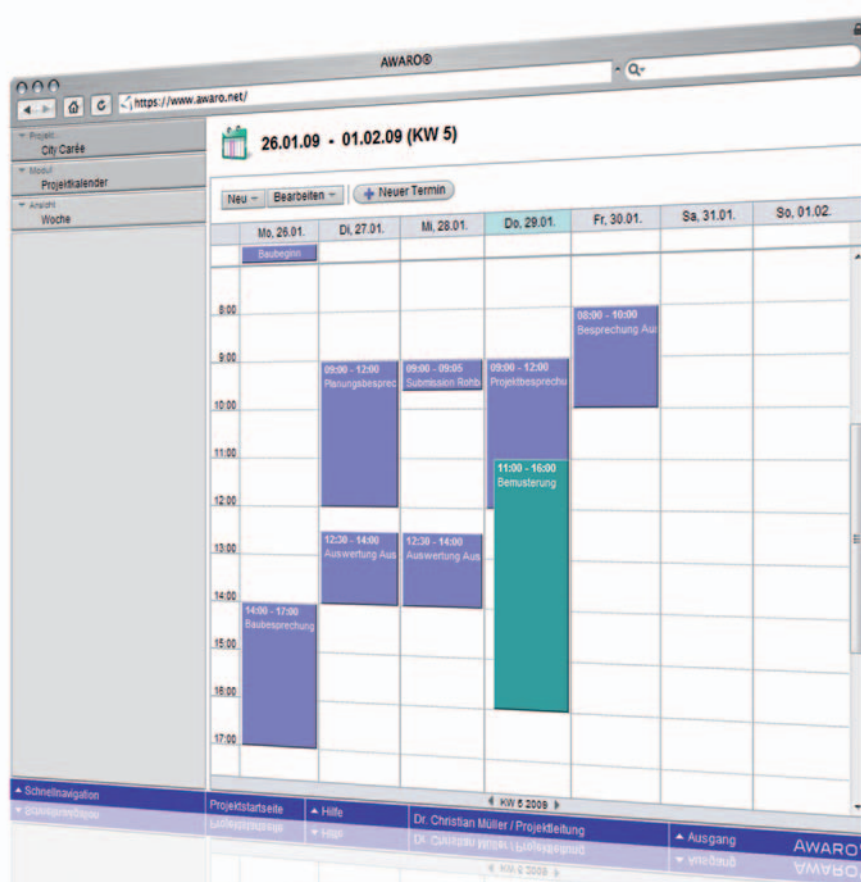 AWARO®
https://www.awaro.net/
Projekt
City Carée
Modul
Projektkalender
Ansicht
Woche
26.01.09 - 01.02.09 (KW 5)
Neu
Bearbeiten
Neuer Termin
Mo, 26.01.
Di, 27.01.
Mi, 28.01.
Do, 29.01.
Fr, 30.01.
Sa, 31.01.
So, 01.02.
Baubeginn
8:00
9:00
10:00
11:00
12:00
13:00
14:00
15:00
16:00
17:00
14:00 - 17:00
Baubesprechung
09:00 - 12:00
Planungsbesprec
12:30 - 14:00
Auswertung Aus
09:00 - 09:05
Submission Rohb
12:30 - 14:00
Auswertung Aus
09:00 - 12:00
Projektbesprechu
11:00 - 16:00
Bemusterung
08:00 - 10:00
Besprechung Aus
KW 5 2009
Schnellnavigation
Projektstartseite
Hilfe
Dr. Christian Müller / Projektleitung
Ausgang
AWARO